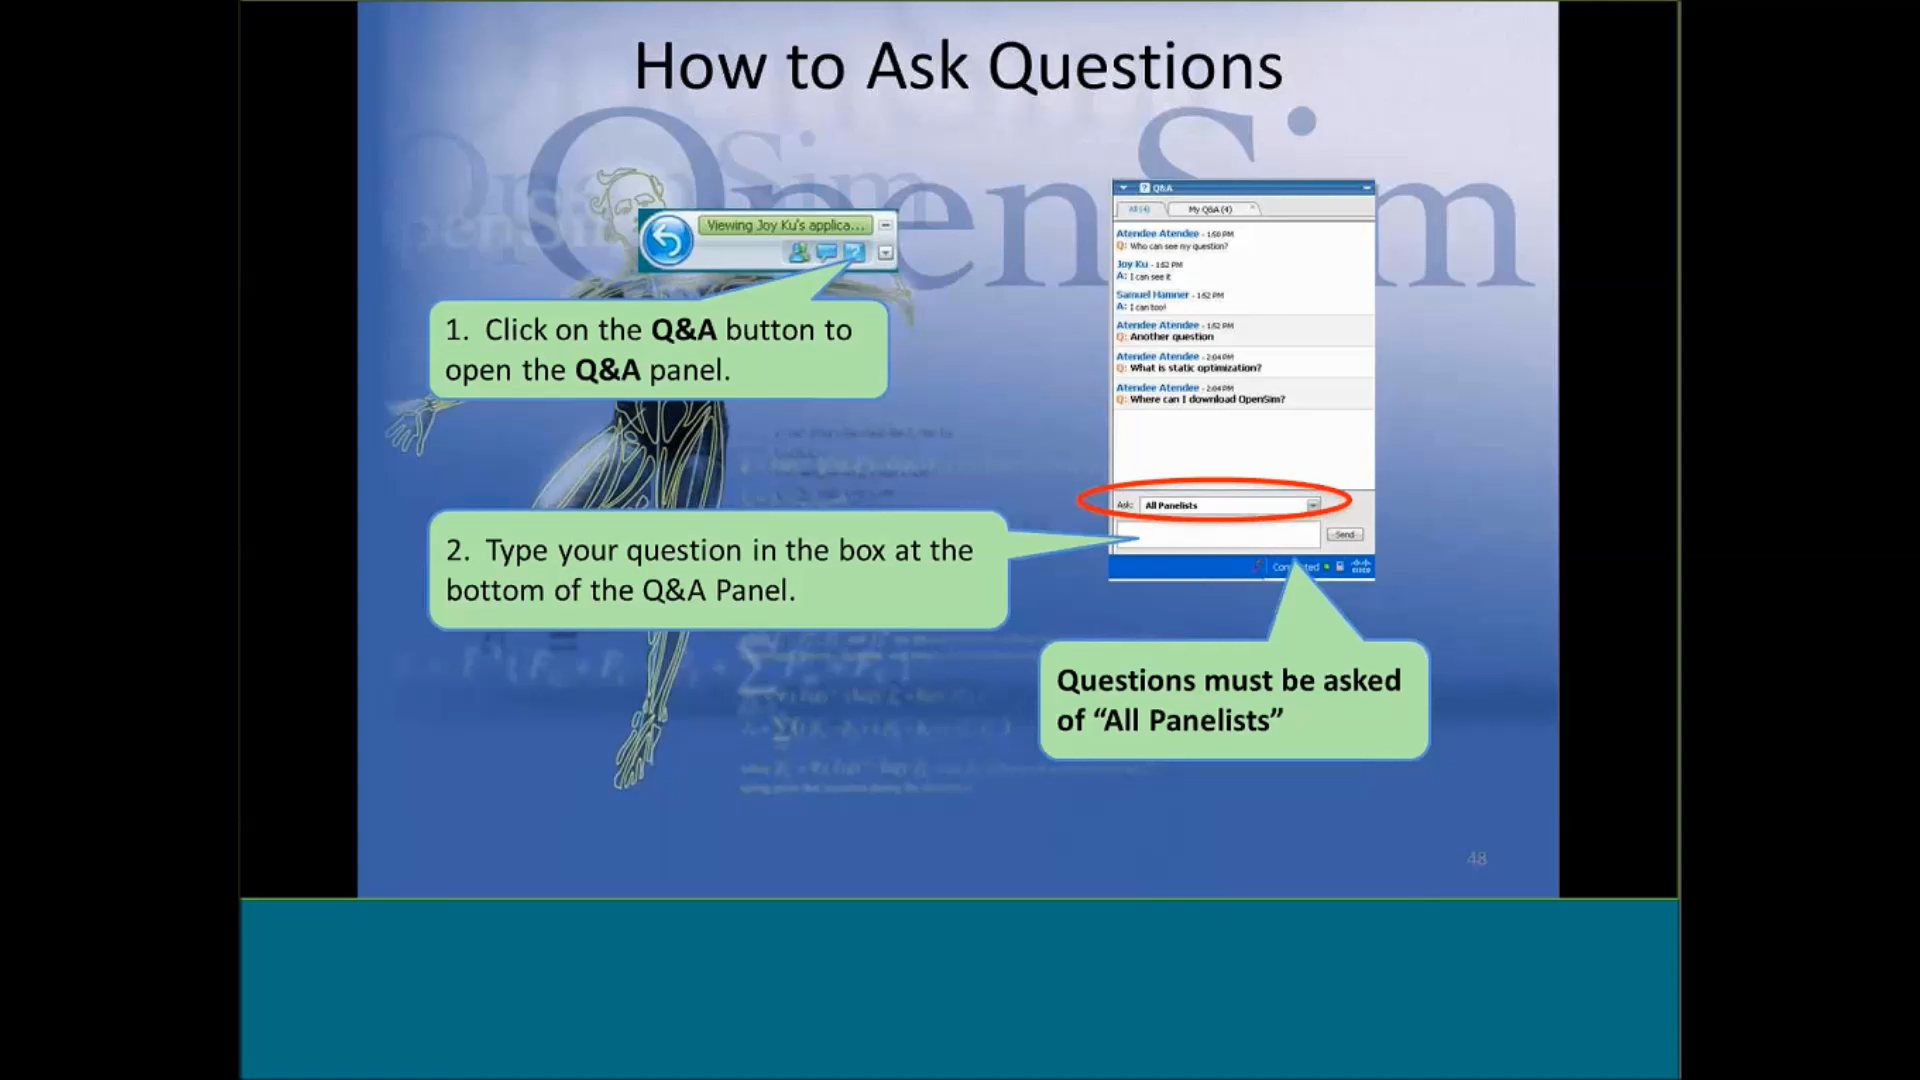 How to Ask Questions
OpenSim
Viewing Joy Ku's applica...
1. Click on the Q&A button to
open the Q&A panel.
2. Type your question in the box at the
bottom of the Q&A Panel.
Q&A
All (4)
My Q&A (4)
Atendee Atendee - 1:50 PM
Q: Who can see my question?
Joy Ku - 1:52 PM
A: I can see it
Samuel Hamner - 1:52 PM
A: I can too!
Atendee Atendee - 1:52 PM
Q: Another question
Atendee Atendee - 2:04 PM
Q: What is static optimization?
Atendee Atendee - 2:04 PM
Q: Where can I download OpenSim?
Ask: All Panelists
Send
Questions must be asked
of “All Panelists”
48